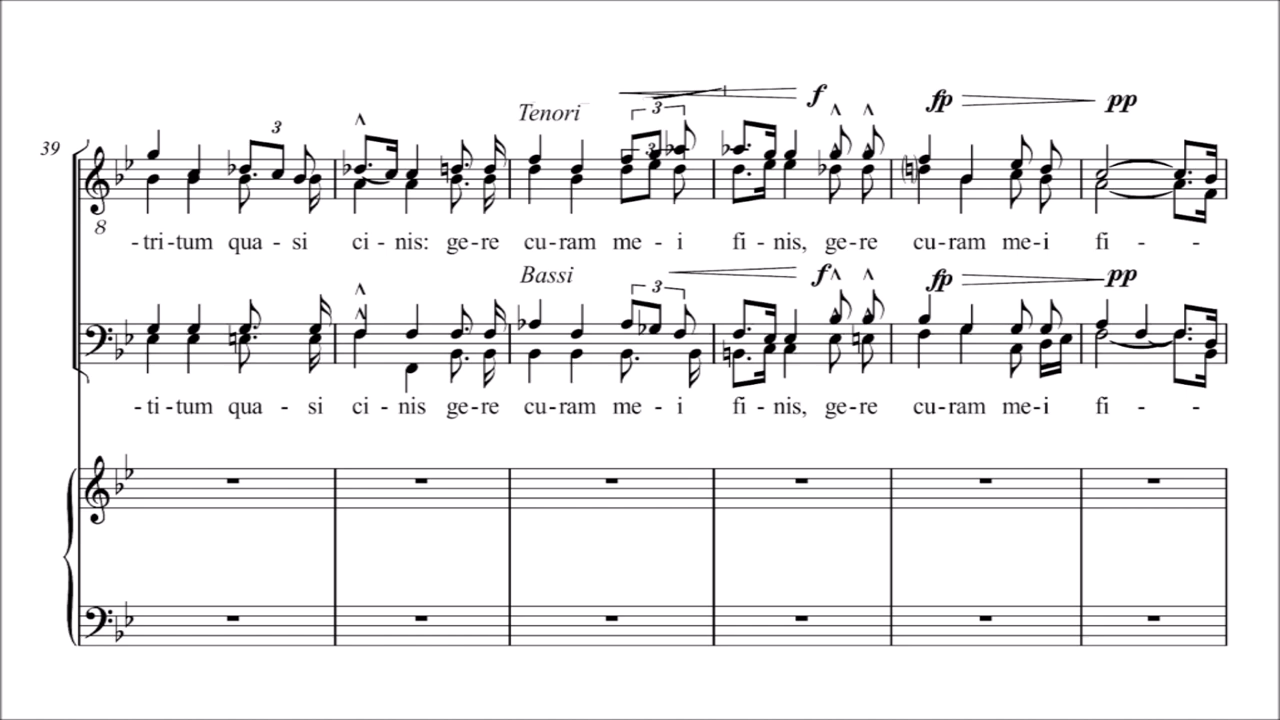 Tenori
3 3 3 f fp pp
39
8
-tri-tum qua - si ci - nis: ge-re cu-ram me - i fi - nis, ge-re cu-ram me-i fi - -
Bassi 3 f fp pp
-ti-tum qua - si ci - nis ge-re cu-ram me - i fi - nis, ge-re cu-ram me-i fi - -